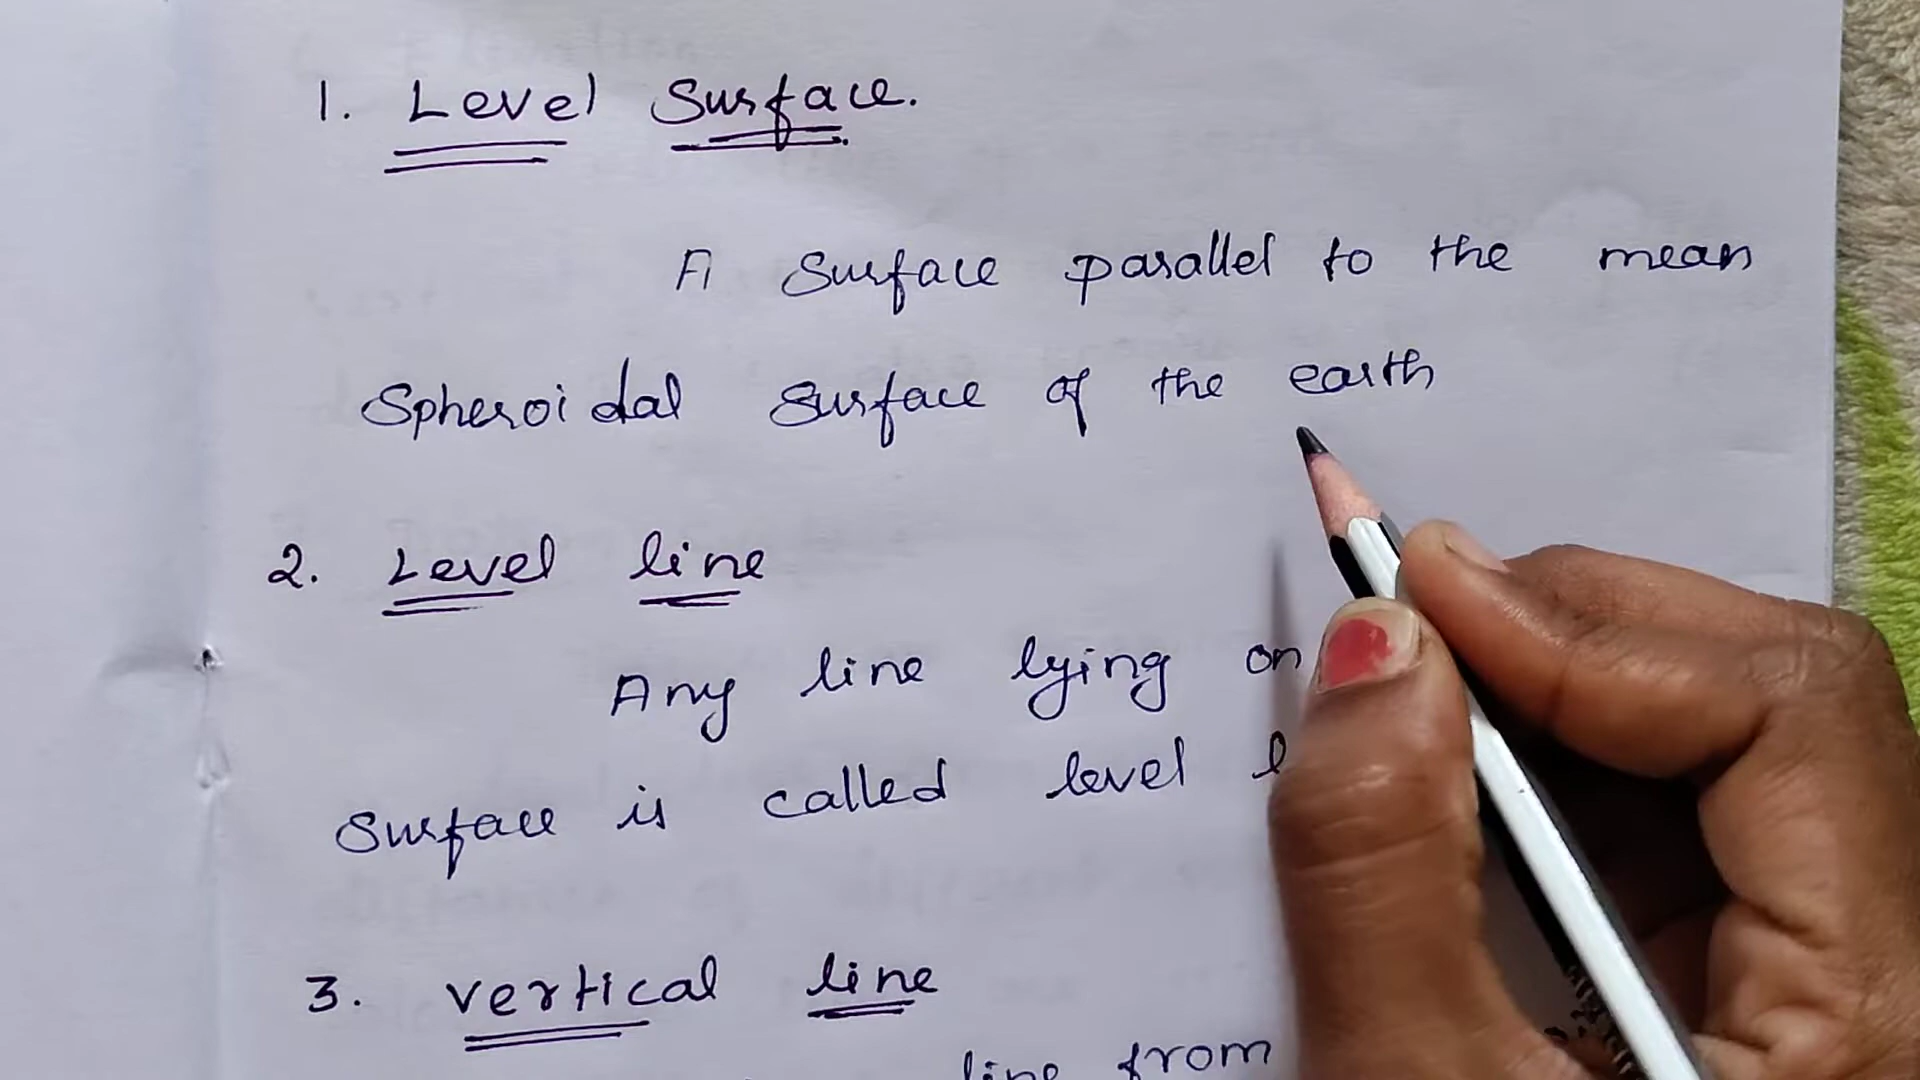 1. Level Surface.
A Surface parallel to the mean
Spheroidal Surface of the earth
2. Level line
Any line lying on
Surface is called level
3. vertical line
line from